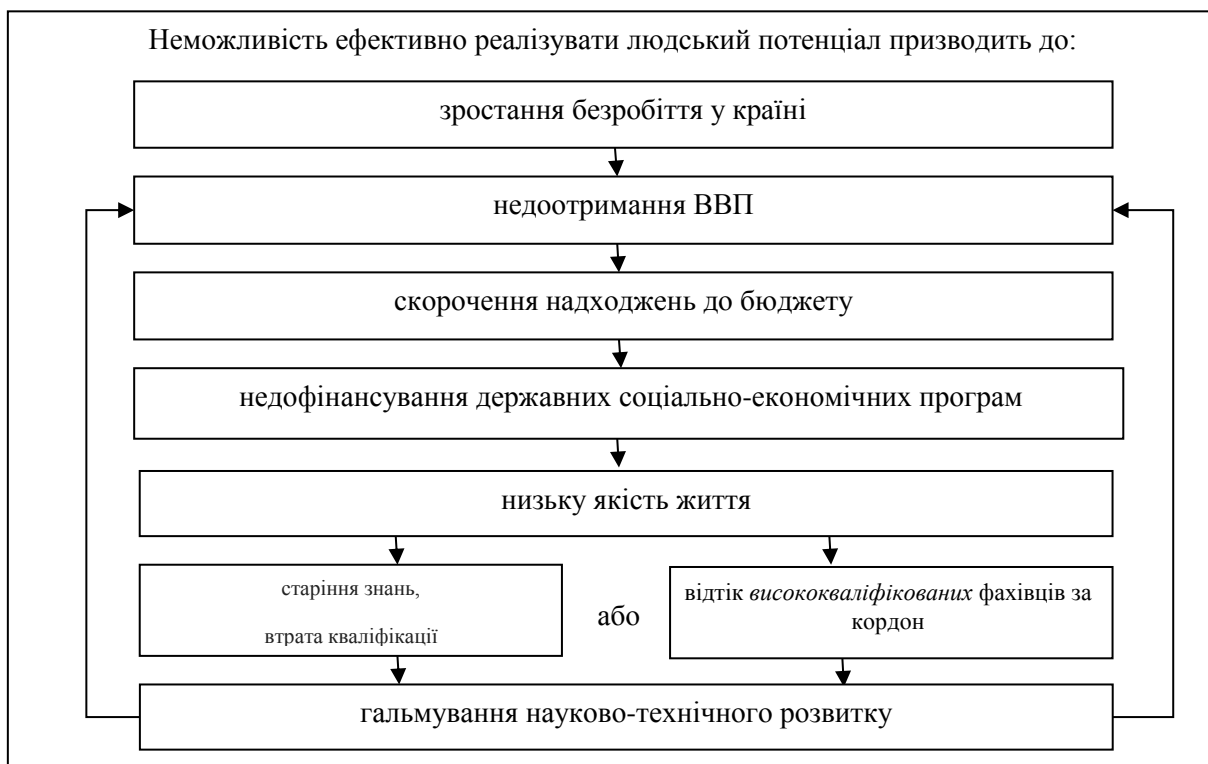 Неможливість ефективно реалізувати людський потенціал призводить до:
зростання безробіття у країні
недоотримання ВВП
скорочення надходжень до бюджету
недофінансування державних соціально-економічних програм
низьку якість життя
старіння знань,
втрата кваліфікації
або
відтік висококваліфікованих фахівців за
кордон
гальмування науково-технічного розвитку